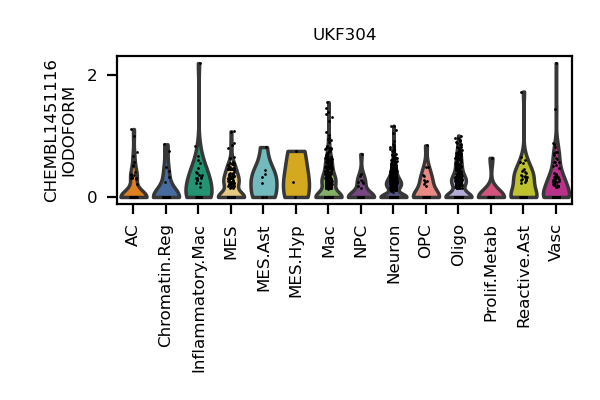 UKF304
CHEMBL1451116
IODOFORM
2
0
AC
Chromatin.Reg
Inflammatory.Mac
MES
MES.Ast
MES.Hyp
Mac
NPC
Neuron
OPC
Oligo
Prolif.Metab
Reactive.Ast
Vasc